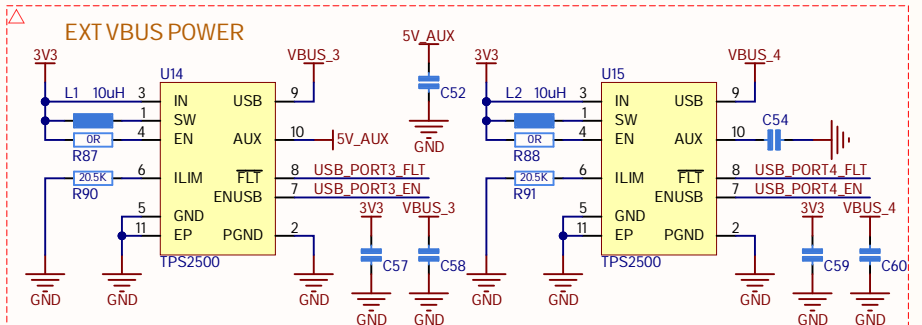 EXT VBUS POWER
3V3
VBUS_3
5V_AUX
3V3
VBUS_4
U14
U15
L1 10uH 3 IN USB 9
1 SW
0R 4 EN AUX 10 5V_AUX
R87
20.5K 6 ILIM FLT 8 USB_PORT3_FLT
R90 ENUSB 7 USB_PORT3_EN
5 GND
11 EP PGND 2
TPS2500
GND
GND
GND
C52
GND
3V3 VBUS_3
C57 C58
GND GND
L2 10uH 3 IN USB 9
1 SW
0R 4 EN AUX 10 C54
R88
20.5K 6 ILIM FLT 8 USB_PORT4_FLT
R91 ENUSB 7 USB_PORT4_EN
5 GND
11 EP PGND 2
TPS2500
GND
GND
GND
GND
3V3 VBUS_4
C59 C60
GND GND